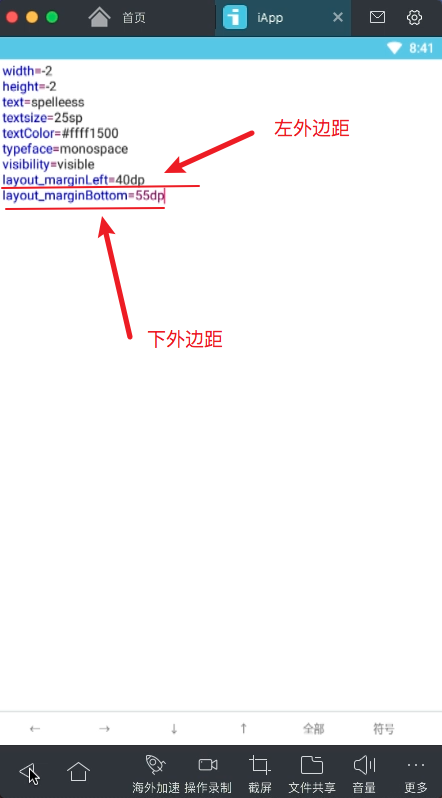 首页
iApp
8:41
width=-2
height=-2
text=spelleess
textsize=25sp
textColor=#ffff1500
typeface=monospace
visibility=visible
layout_marginLeft=40dp
layout_marginBottom=55dp
左外边距
下外边距
全部 符号
海外加速 操作录制 截屏 文件共享 音量 更多